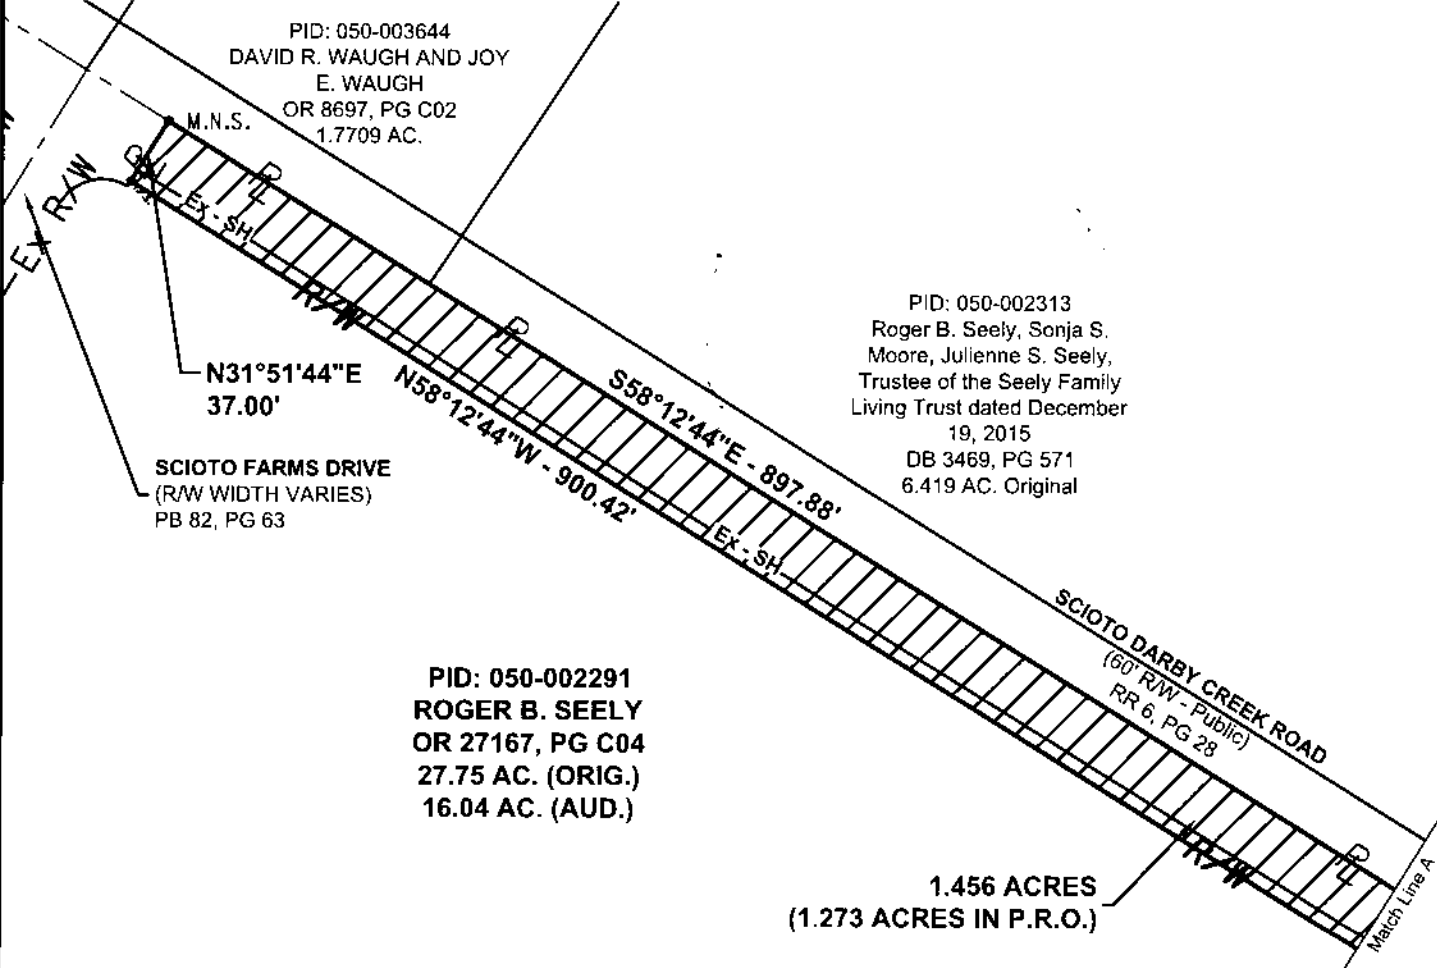 PID: 050-003644
DAVID R. WAUGH AND JOY
E. WAUGH
OR 8697, PG C02
1.7709 AC.
M.N.S.
PL
Ex - SH
Ex R/W
R/W
PL
N31°51'44"E
37.00'
SCIOTO FARMS DRIVE
(R/W WIDTH VARIES)
PB 82, PG 63
S58°12'44"E - 897.88'
N58°12'44"W - 900.42'
Ex - SH
PID: 050-002313
Roger B. Seely, Sonja S.
Moore, Julienne S. Seely,
Trustee of the Seely Family
Living Trust dated December
19, 2015
DB 3469, PG 571
6.419 AC. Original
SCIOTO DARBY CREEK ROAD
(60' R/W - Public)
RR 6, PG 28
PID: 050-002291
ROGER B. SEELY
OR 27167, PG C04
27.75 AC. (ORIG.)
16.04 AC. (AUD.)
1.456 ACRES
(1.273 ACRES IN P.R.O.)
R/W
PL
Match Line A